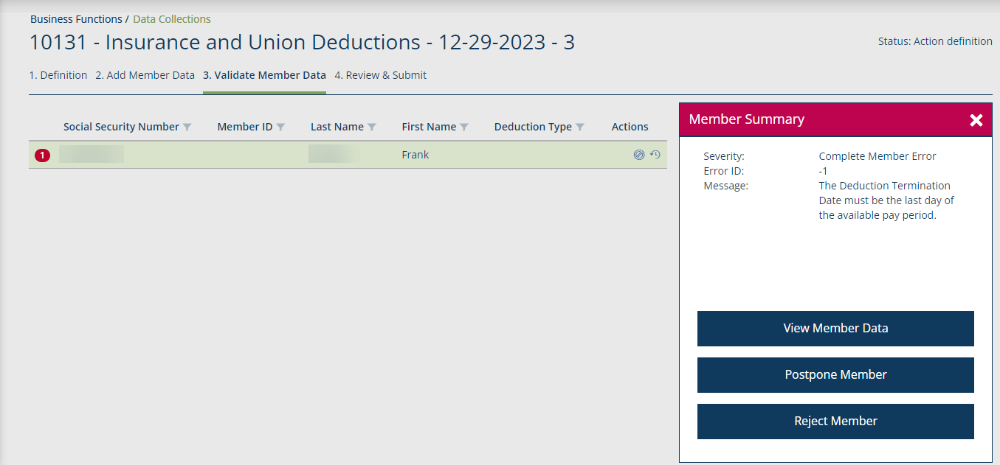 Business Functions / Data Collections
10131 - Insurance and Union Deductions - 12-29-2023 - 3
Status: Action definition
1. Definition 2. Add Member Data 3. Validate Member Data 4. Review & Submit
Social Security Number Member ID Last Name First Name Deduction Type Actions
1 Frank
Member Summary
Severity: Complete Member Error
Error ID: -1
Message: The Deduction Termination
Date must be the last day of
the available pay period.
View Member Data
Postpone Member
Reject Member